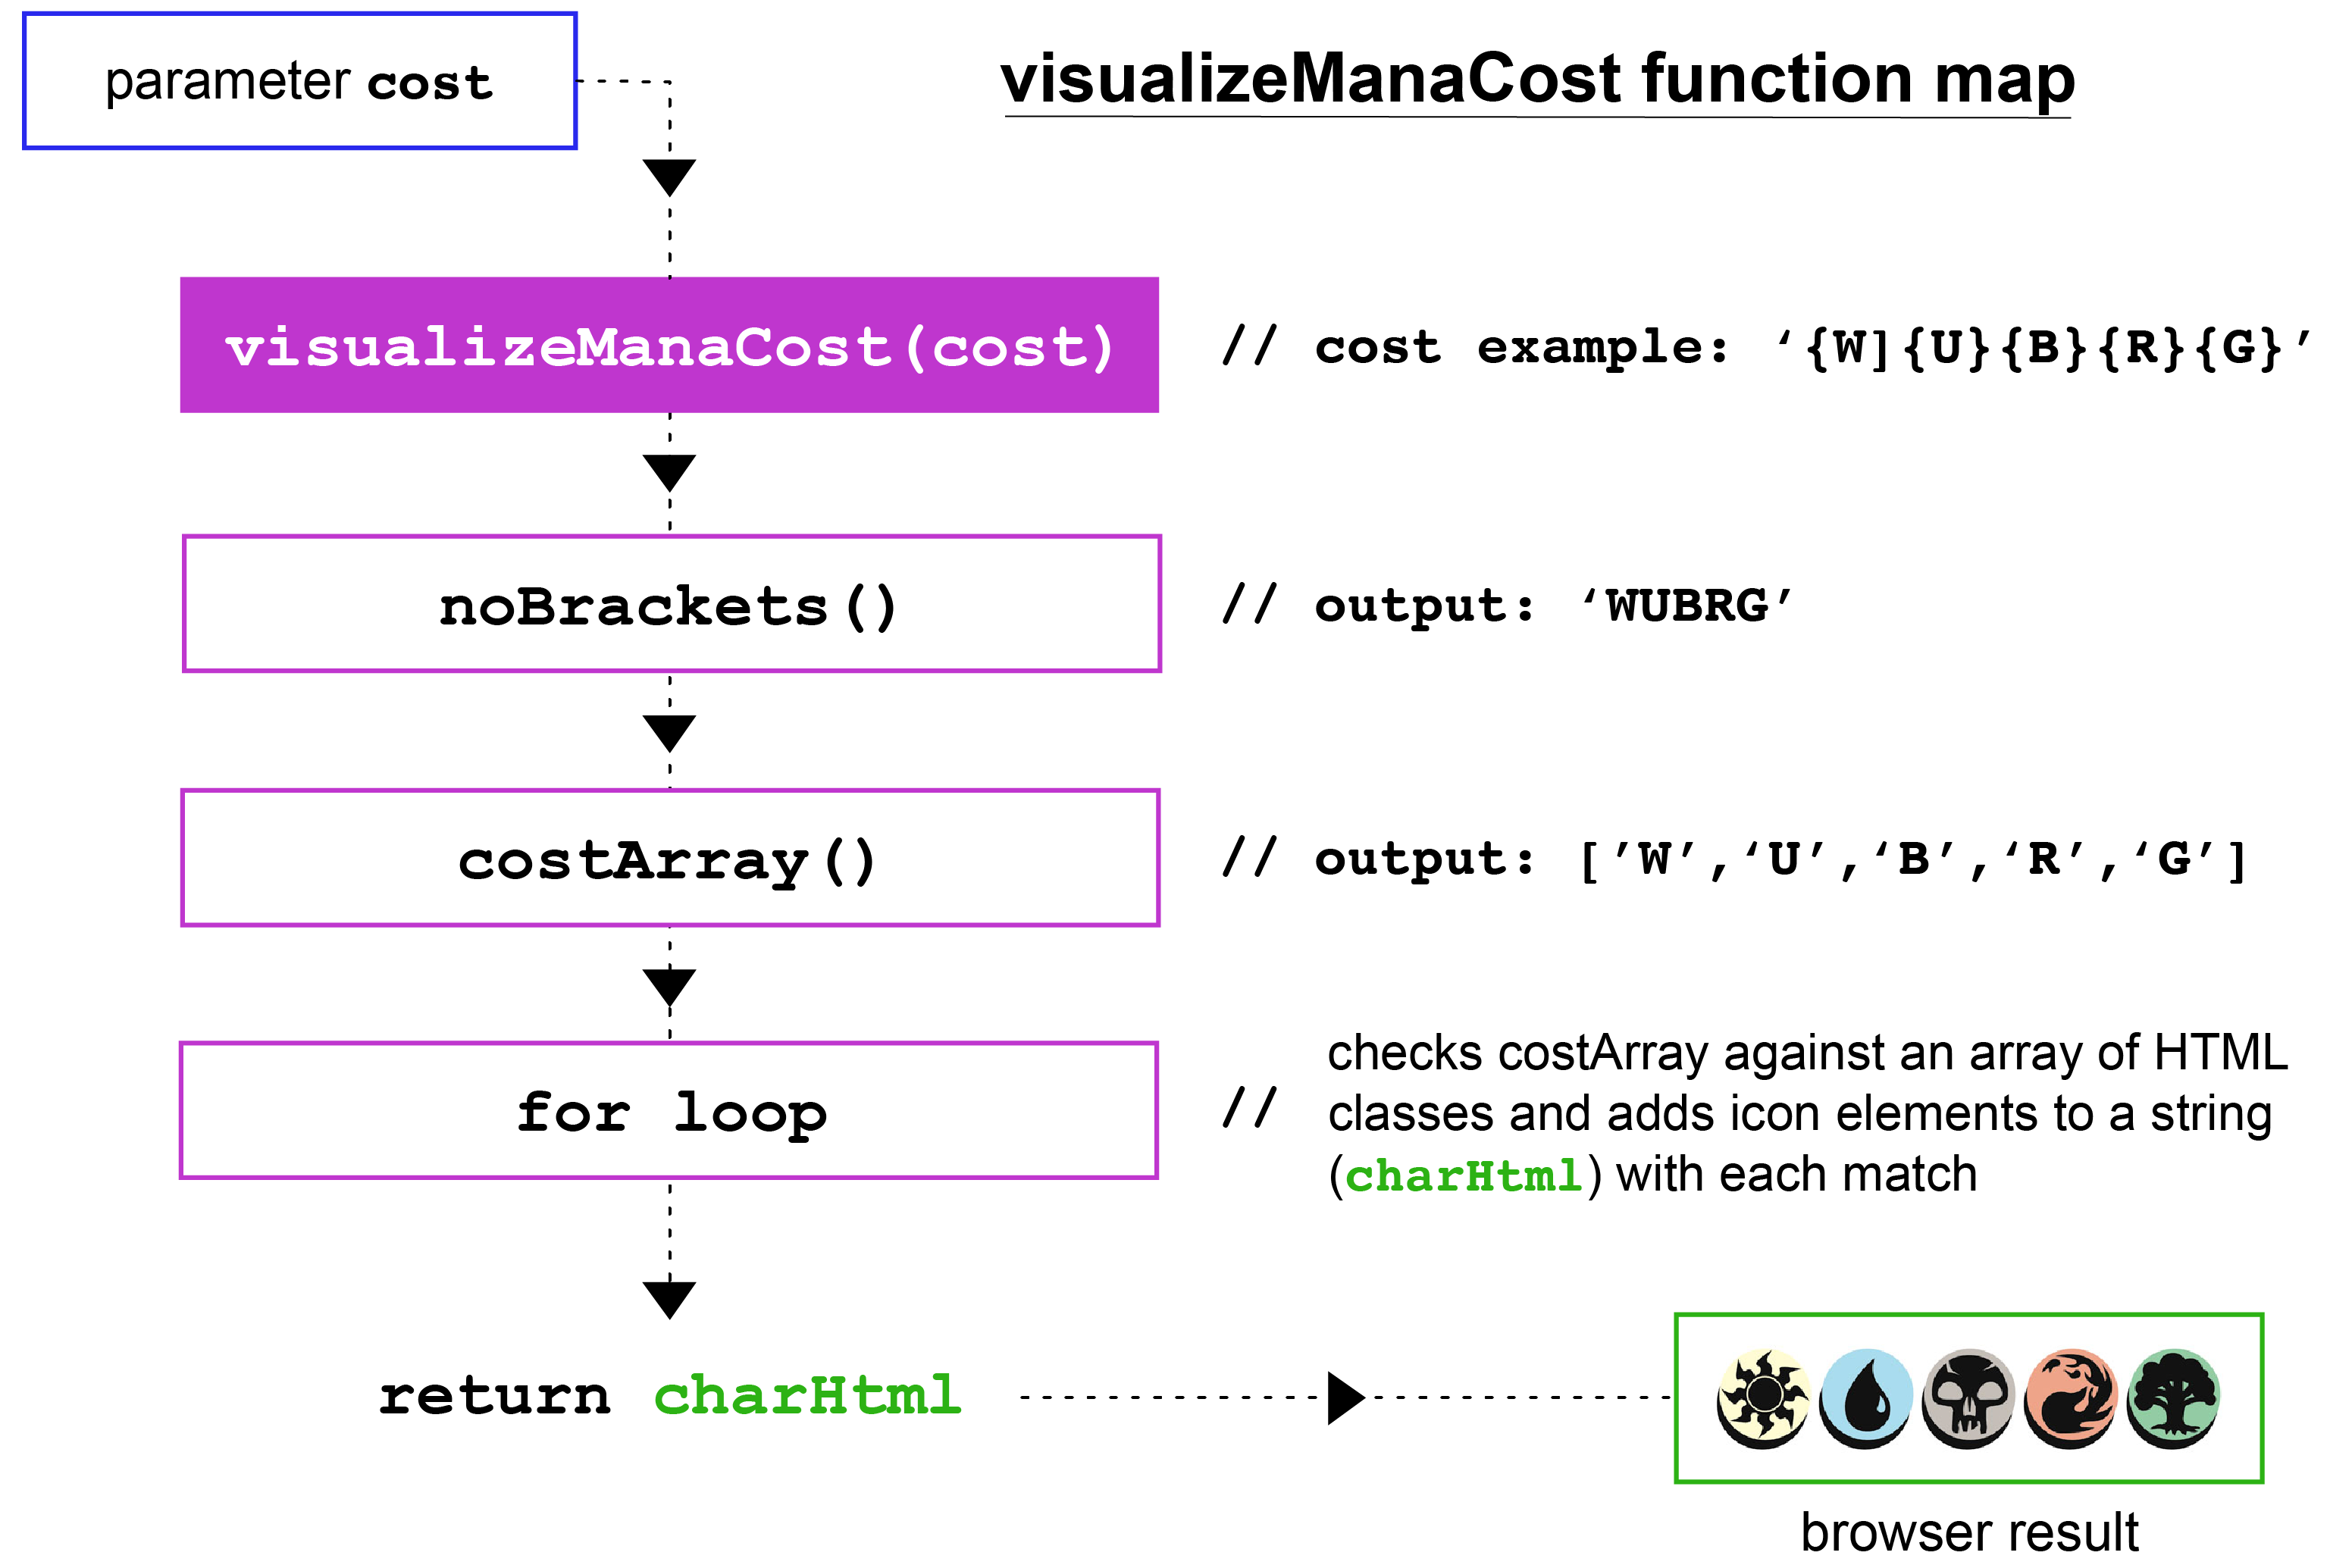 parameter cost
visualizeManaCost function map
visualizeManaCost(cost)
// cost example: ‘{W]{U}{B}{R}{G}’
noBrackets()
// output: ‘WUBRG’
costArray()
// output: [’W’,‘U’,‘B’,‘R’,‘G’]
for loop
// checks costArray against an array of HTML
classes and adds icon elements to a string
(charHtml) with each match
return charHtml
browser result